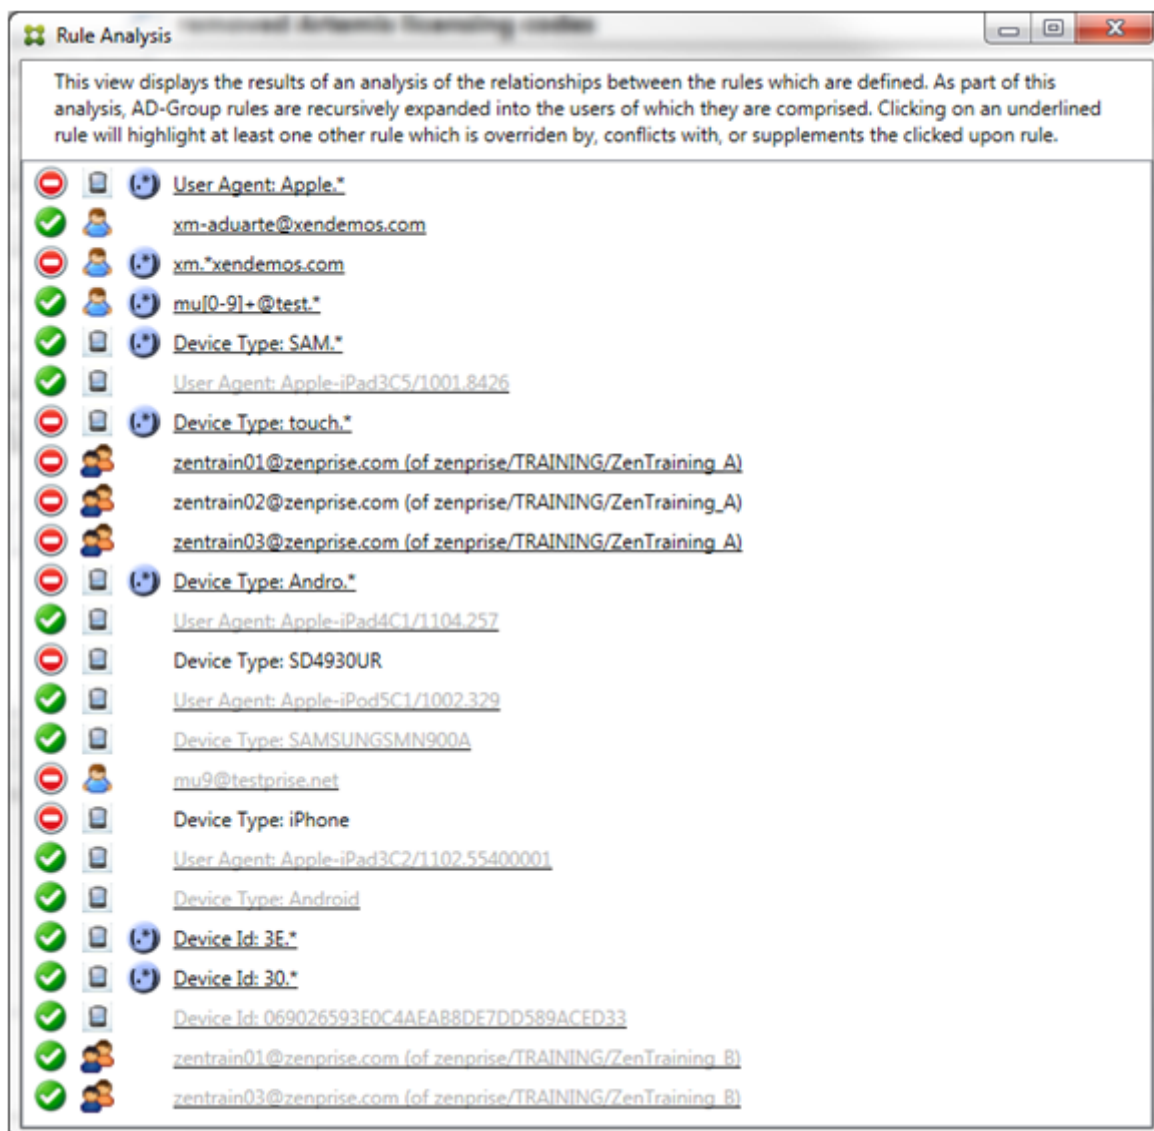 removed Artemis licensing codes
Rule Analysis
This view displays the results of an analysis of the relationships between the rules which are defined. As part of this
analysis, AD-Group rules are recursively expanded into the users of which they are comprised. Clicking on an underlined
rule will highlight at least one other rule which is overriden by, conflicts with, or supplements the clicked upon rule.
(.*) User Agent: Apple.*
xm-aduarte@xendemos.com
(.*) xm.*xendemos.com
(.*) mu[0-9]+@test.*
(.*) Device Type: SAM.*
User Agent: Apple-iPad3C5/1001.8426
(.*) Device Type: touch.*
zentrain01@zenprise.com (of zenprise/TRAINING/ZenTraining_A)
zentrain02@zenprise.com (of zenprise/TRAINING/ZenTraining_A)
zentrain03@zenprise.com (of zenprise/TRAINING/ZenTraining_A)
(.*) Device Type: Andro.*
User Agent: Apple-iPad4C1/1104.257
Device Type: SD4930UR
User Agent: Apple-iPod5C1/1002.329
Device Type: SAMSUNGSMN900A
mu9@testprise.net
Device Type: iPhone
User Agent: Apple-iPad3C2/1102.55400001
Device Type: Android
(.*) Device Id: 3E.*
(.*) Device Id: 30.*
Device Id: 069026593E0C4AEAB8DE7DD589ACED33
zentrain01@zenprise.com (of zenprise/TRAINING/ZenTraining_B)
zentrain03@zenprise.com (of zenprise/TRAINING/ZenTraining_B)